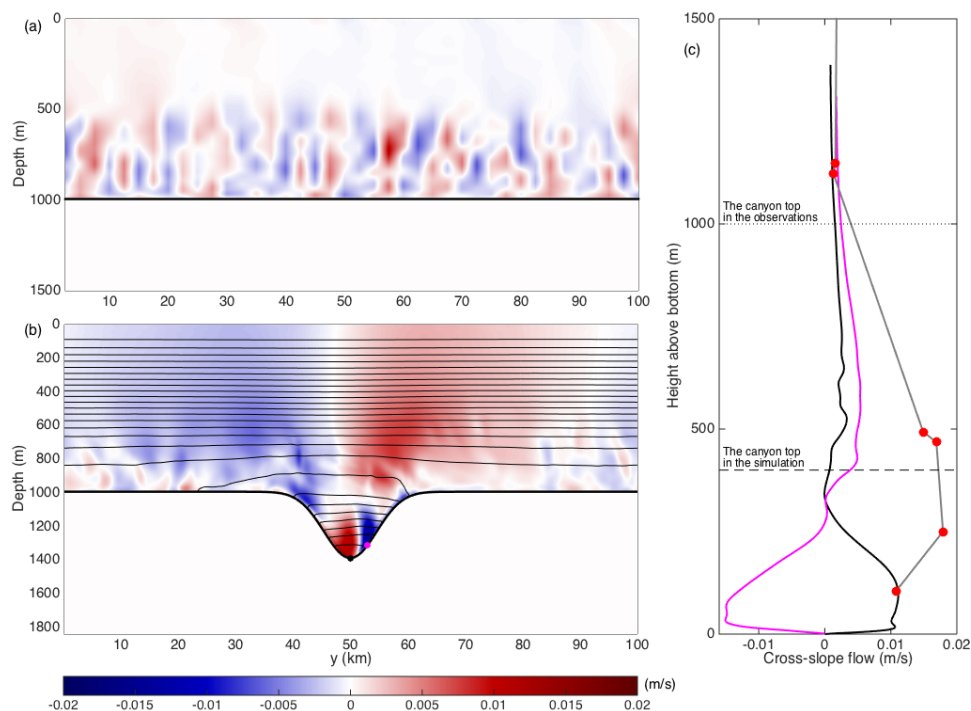 (a)
0
500
1000
1500
Depth (m)
10 20 30 40 50 60 70 80 90 100
(b)
0
200
400
600
800
1000
1200
1400
1600
1800
Depth (m)
10 20 30 40 50 60 70 80 90 100
y (km)
(m/s)
-0.02 -0.015 -0.01 -0.005 0 0.005 0.01 0.015 0.02
(c)
1500
1000
500
0
Height above bottom (m)
The canyon top
in the observations
The canyon top
in the simulation
-0.01 0 0.01 0.02
Cross-slope flow (m/s)